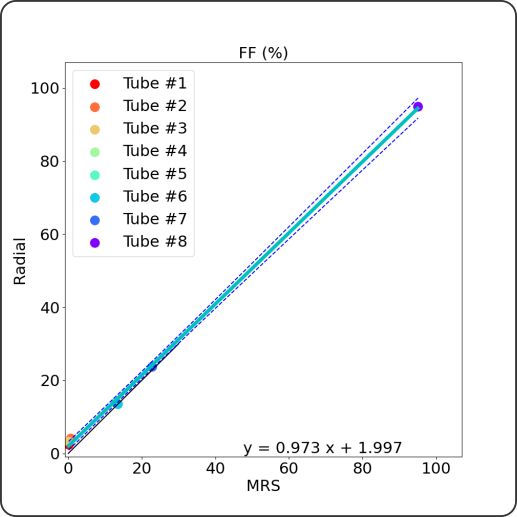 FF (%)
Tube #1
Tube #2
Tube #3
Tube #4
Tube #5
Tube #6
Tube #7
Tube #8
100
80
60
40
20
0
Radial
y = 0.973 x + 1.997
0 20 40 60 80 100
MRS